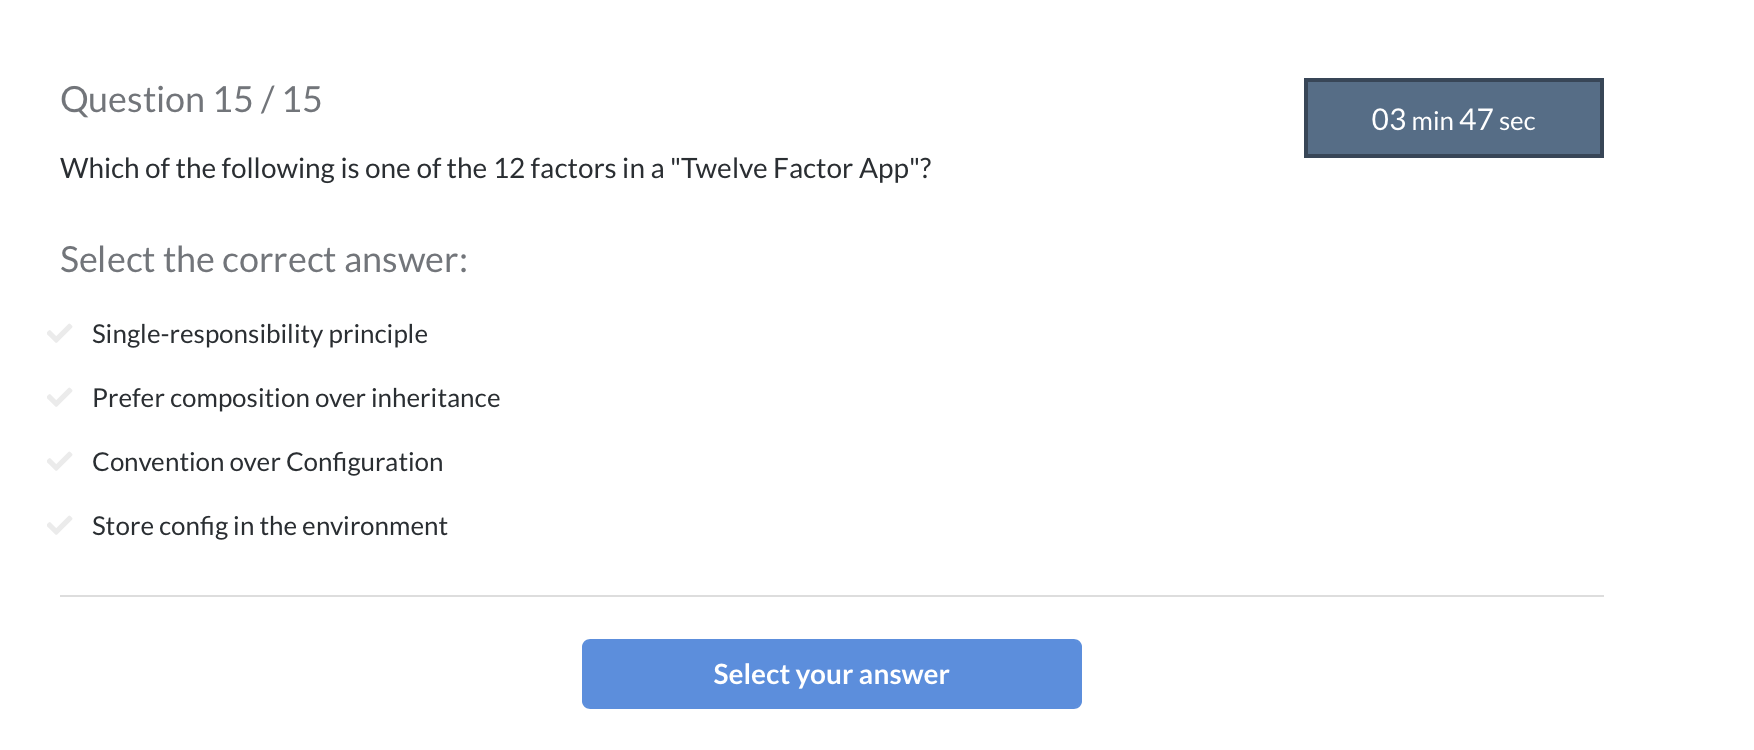 Question 15 / 15
03 min 47 sec
Which of the following is one of the 12 factors in a "Twelve Factor App"?
Select the correct answer:
Single-responsibility principle
Prefer composition over inheritance
Convention over Configuration
Store config in the environment
Select your answer